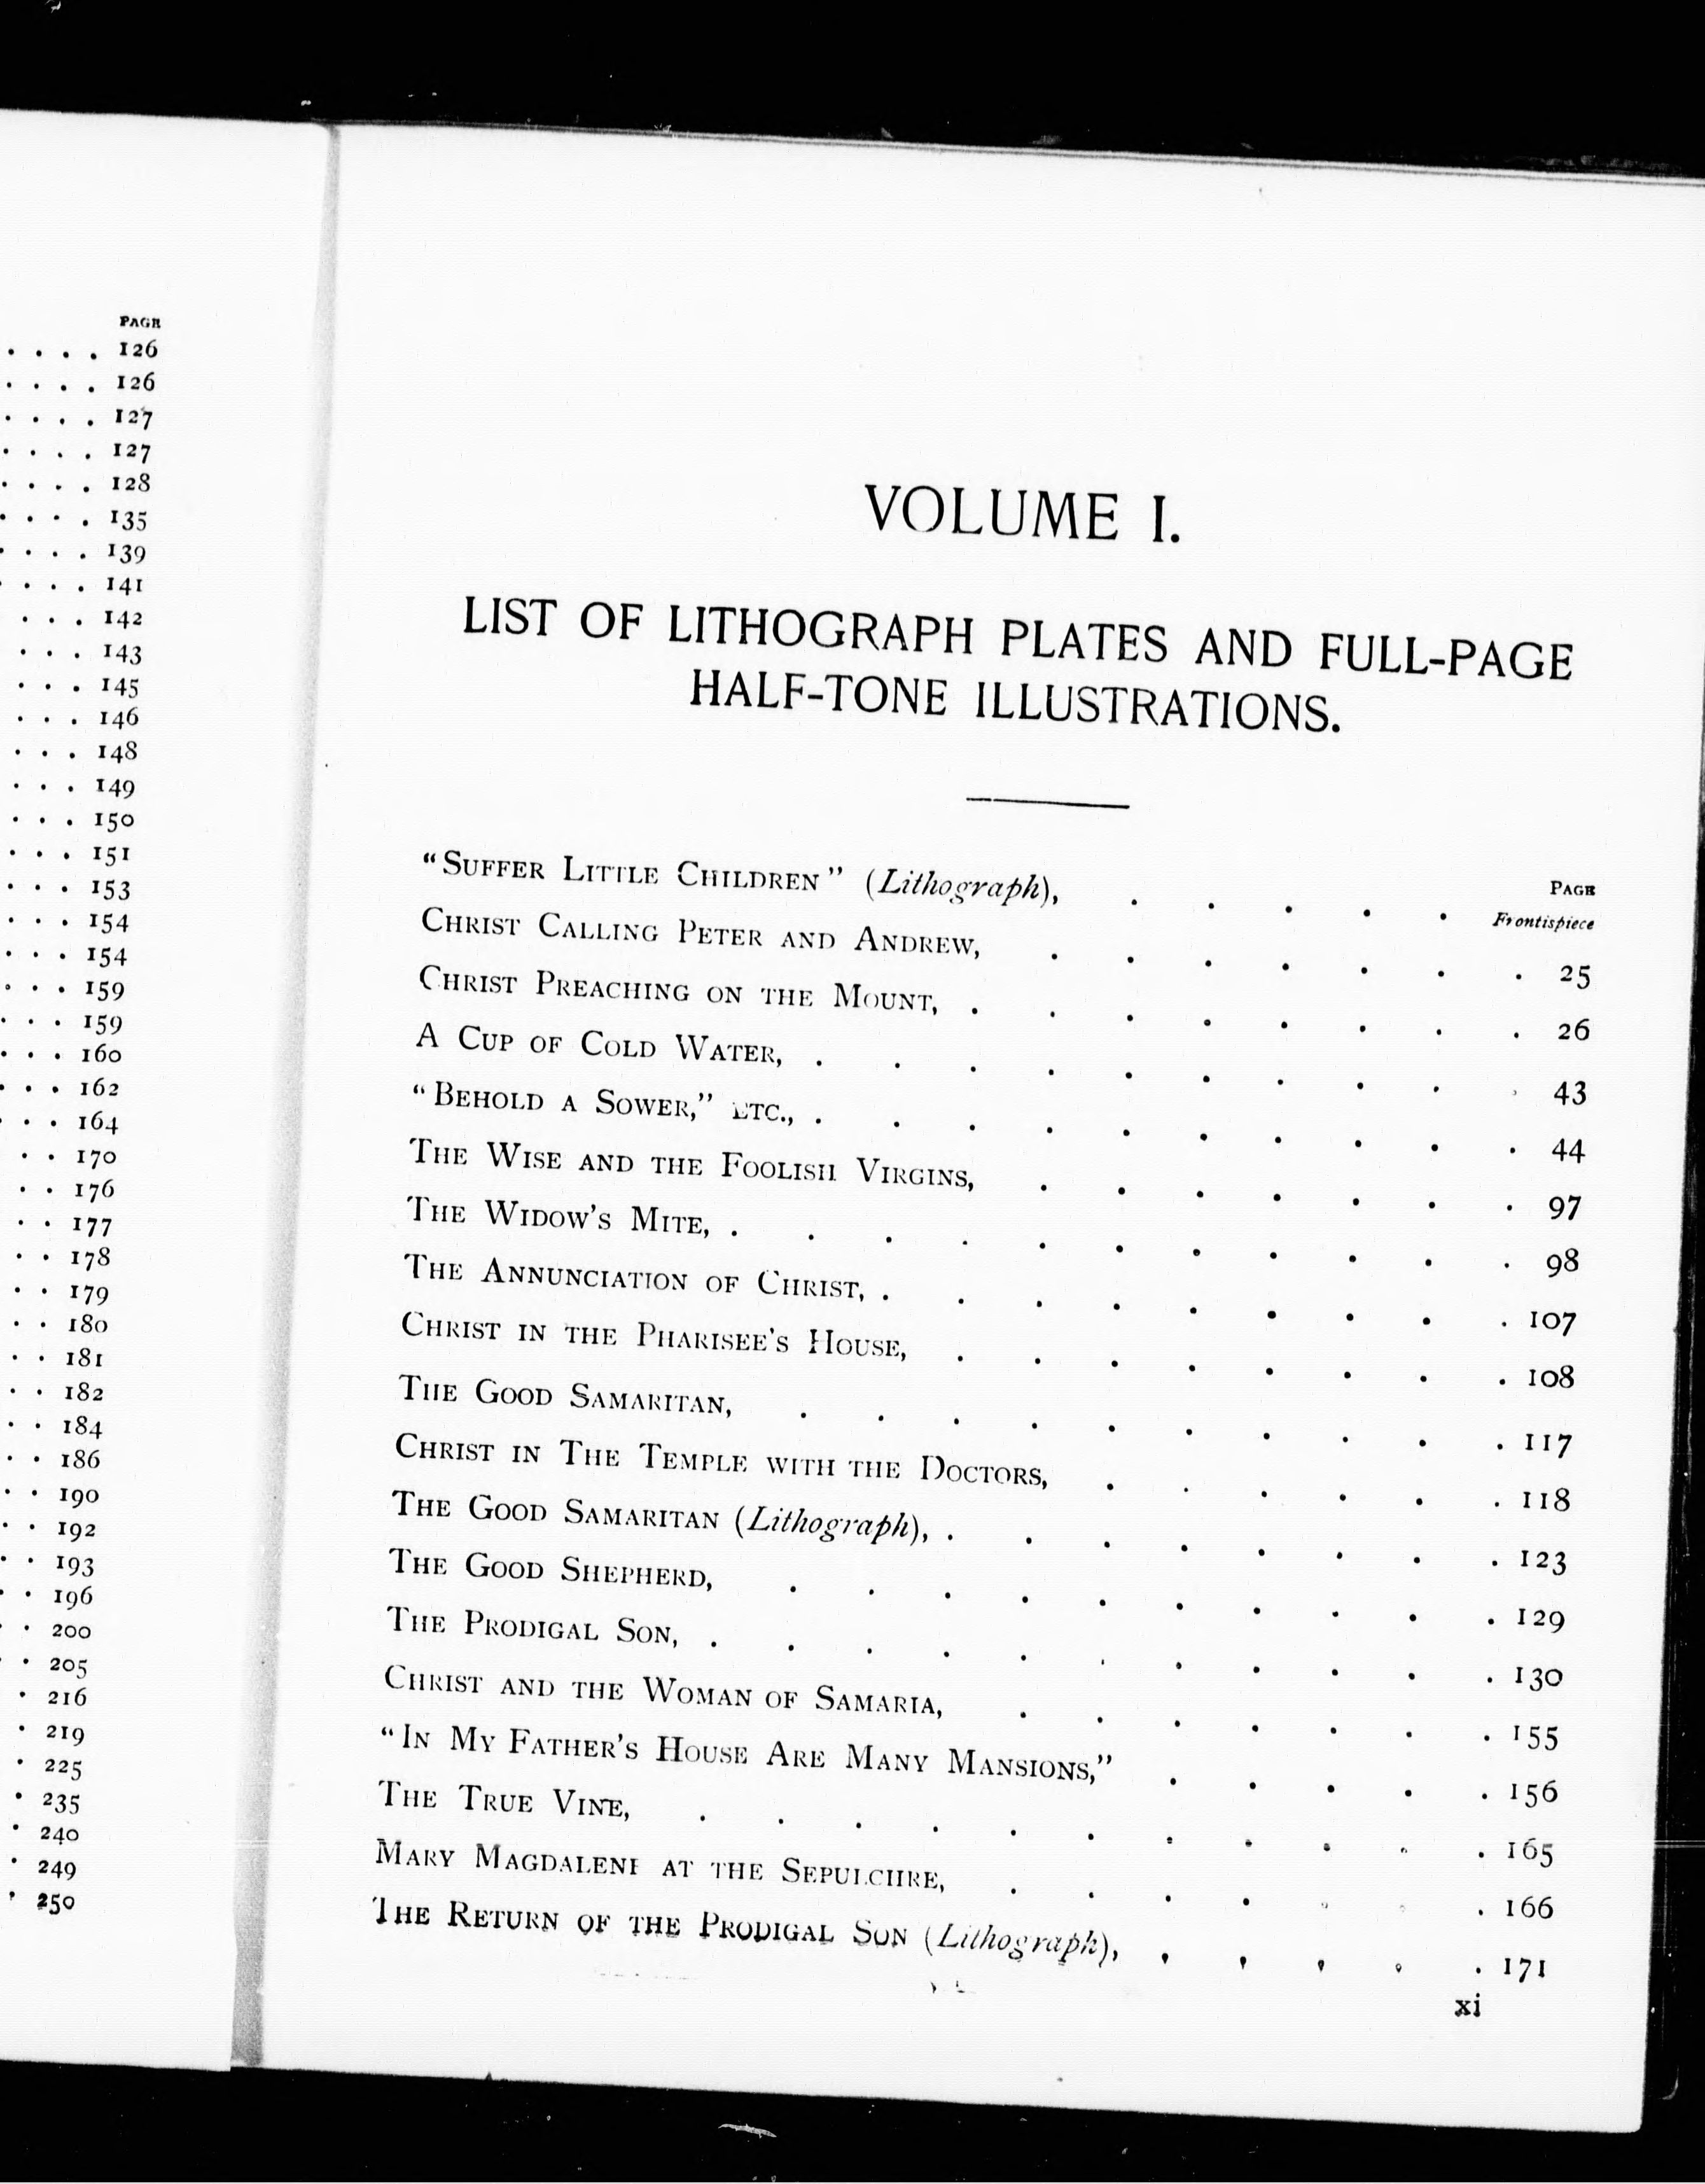 PAGE
. . . . 126
. . . . 126
. . . . 127
. . . . 127
. . . . 128
. . . . 135
. . . . 139
. . . . 141
. . . 142
. . . 143
. . . 145
. . . 146
. . . 148
. . . 149
. . . 150
. . . 151
. . . 153
. . . 154
. . . 154
. . . 159
. . . 159
. . . 160
. . . 162
. . . 164
. . 170
. . 176
. . 177
. . 178
. . 179
. . 180
. . 181
. . 182
. . 184
. . 186
. . 190
. . 192
. . 193
. . 196
. . 200
. . 205
. 216
. 219
. 225
. 235
. 240
. 249
. 250
VOLUME I.
LIST OF LITHOGRAPH PLATES AND FULL-PAGE
HALF-TONE ILLUSTRATIONS.
PAGE
“SUFFER LITTLE CHILDREN” (Lithograph), . . . . . Frontispiece
CHRIST CALLING PETER AND ANDREW, . . . . . . . 25
CHRIST PREACHING ON THE MOUNT, . . . . . . . . 26
A CUP OF COLD WATER, . . . . . . . . . . 43
“BEHOLD A SOWER,” ETC., . . . . . . . . . . 44
THE WISE AND THE FOOLISH VIRGINS, . . . . . . . 97
THE WIDOW'S MITE, . . . . . . . . . . . 98
THE ANNUNCIATION OF CHRIST, . . . . . . . . . 107
CHRIST IN THE PHARISEE'S HOUSE, . . . . . . . . 108
THE GOOD SAMARITAN, . . . . . . . . . . 117
CHRIST IN THE TEMPLE WITH THE DOCTORS, . . . . . . 118
THE GOOD SAMARITAN (Lithograph), . . . . . . . . 123
THE GOOD SHEPHERD, . . . . . . . . . . 129
THE PRODIGAL SON, . . . . . . . . . . . 130
CHRIST AND THE WOMAN OF SAMARIA, . . . . . . . 155
“IN MY FATHER'S HOUSE ARE MANY MANSIONS,” . . . . . 156
THE TRUE VINE, . . . . . . . . . . . 165
MARY MAGDALENE AT THE SEPULCHRE, . . . . . . . 166
THE RETURN OF THE PRODIGAL SON (Lithograph), . . . . . 171
xi